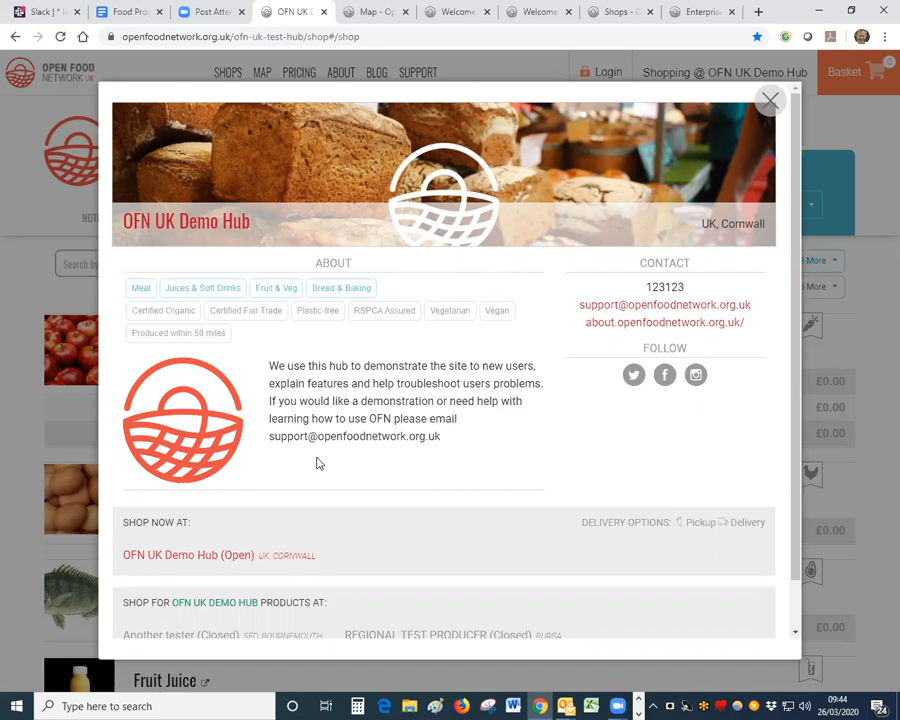 Slack | * R
Food Prog
Post Atte
OFN UK D
Map - Op
Welcome
Welcome
Shops - O
Enterpris
openfoodnetwork.org.uk/ofn-uk-test-hub/shop#/shop
OPEN FOOD
NETWORK UK
SHOPS MAP PRICING ABOUT BLOG SUPPORT
Login
Shopping @ OFN UK Demo Hub
Basket
0
OFN UK Demo Hub
UK, Cornwall
ABOUT
Meat
Juices & Soft Drinks
Fruit & Veg
Bread & Baking
Certified Organic
Certified Fair Trade
Plastic-free
RSPCA Assured
Vegetarian
Vegan
Produced within 50 miles
We use this hub to demonstrate the site to new users,
explain features and help troubleshoot users problems.
If you would like a demonstration or need help with
learning how to use OFN please email
support@openfoodnetwork.org.uk
CONTACT
123123
support@openfoodnetwork.org.uk
about.openfoodnetwork.org.uk/
FOLLOW
SHOP NOW AT:
DELIVERY OPTIONS: Pickup Delivery
OFN UK Demo Hub (Open) UK, CORNWALL
SHOP FOR OFN UK DEMO HUB PRODUCTS AT:
Another tester (Closed)
REGIONAL TEST PRODUCER (Closed) BURSA
NOTI
Search by
More
More
£0.00
£0.00
£0.00
£0.00
£0.00
Fruit Juice
Type here to search
09:44
26/03/2020
24